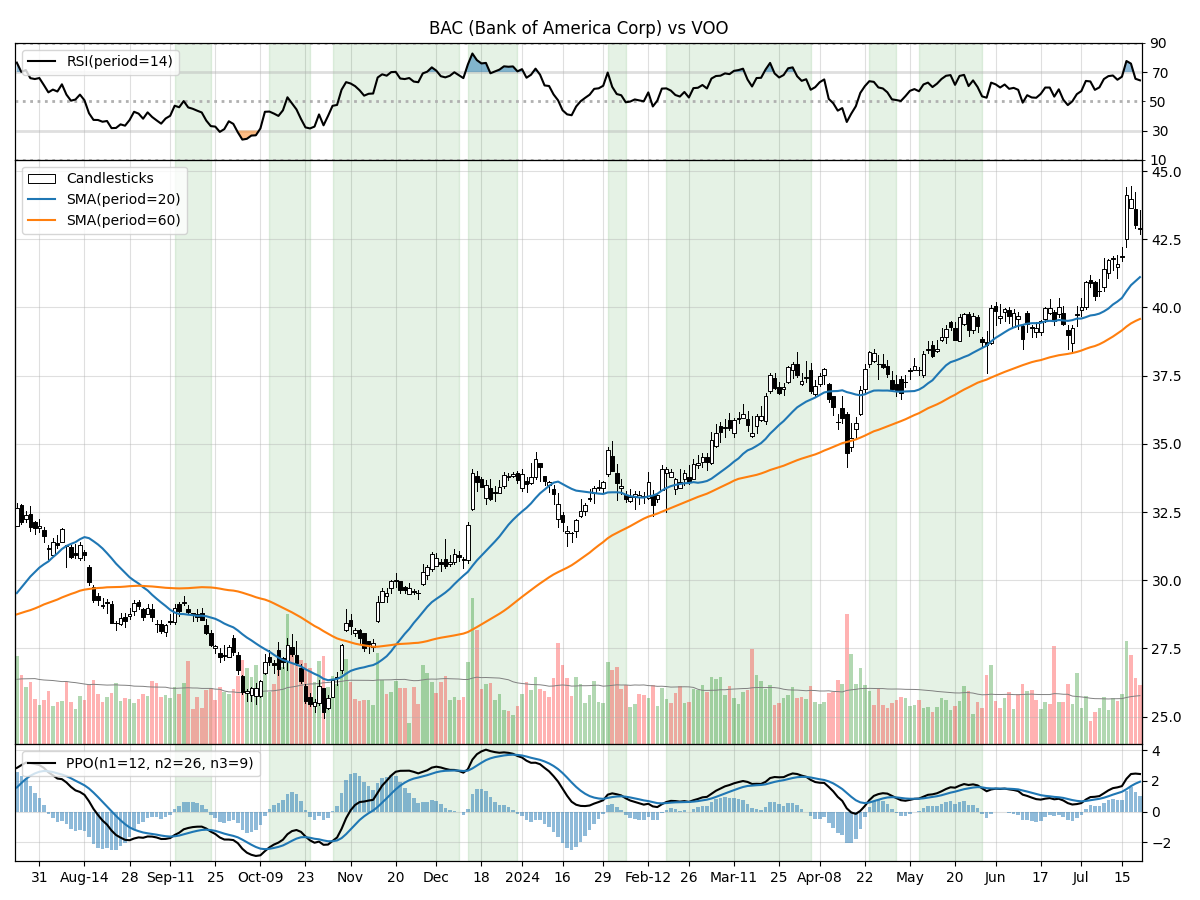 BAC (Bank of America Corp) vs VOO
RSI(period=14)
90
70
50
30
10
Candlesticks
SMA(period=20)
SMA(period=60)
45.0
42.5
40.0
37.5
35.0
32.5
30.0
27.5
25.0
PPO(n1=12, n2=26, n3=9)
4
2
0
−2
31 Aug-14 28 Sep-11 25 Oct-09 23 Nov 20 Dec 18 2024 16 29 Feb-12 26 Mar-11 25 Apr-08 22 May 20 Jun 17 Jul 15